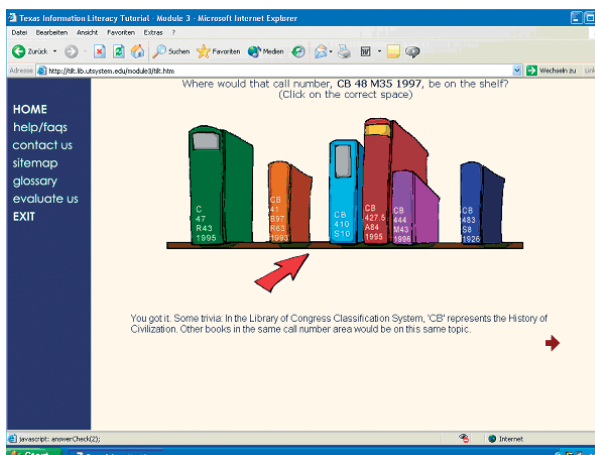 Texas Information Literacy Tutorial - Module 3 - Microsoft Internet Explorer
Datei Bearbeiten Ansicht Favoriten Extras ?
Zurück Suchen Favoriten Medien
Adresse http://tilt.lib.utsystem.edu/module3/tilt.htm Wechseln zu
Where would that call number, CB 48 M35 1997, be on the shelf?
(Click on the correct space)
HOME
help/faqs
contact us
sitemap
glossary
evaluate us
EXIT
C
47
R43
1995
CB
41
B97
R63
1993
CB
410
S10
CB
427.5
A84
1995
CB
444
M43
1996
CB
483
S8
1926
You got it. Some trivia: In the Library of Congress Classification System, 'CB' represents the History of
Civilization. Other books in the same call number area would be on this same topic.
javascript: answerCheck(2);
Internet